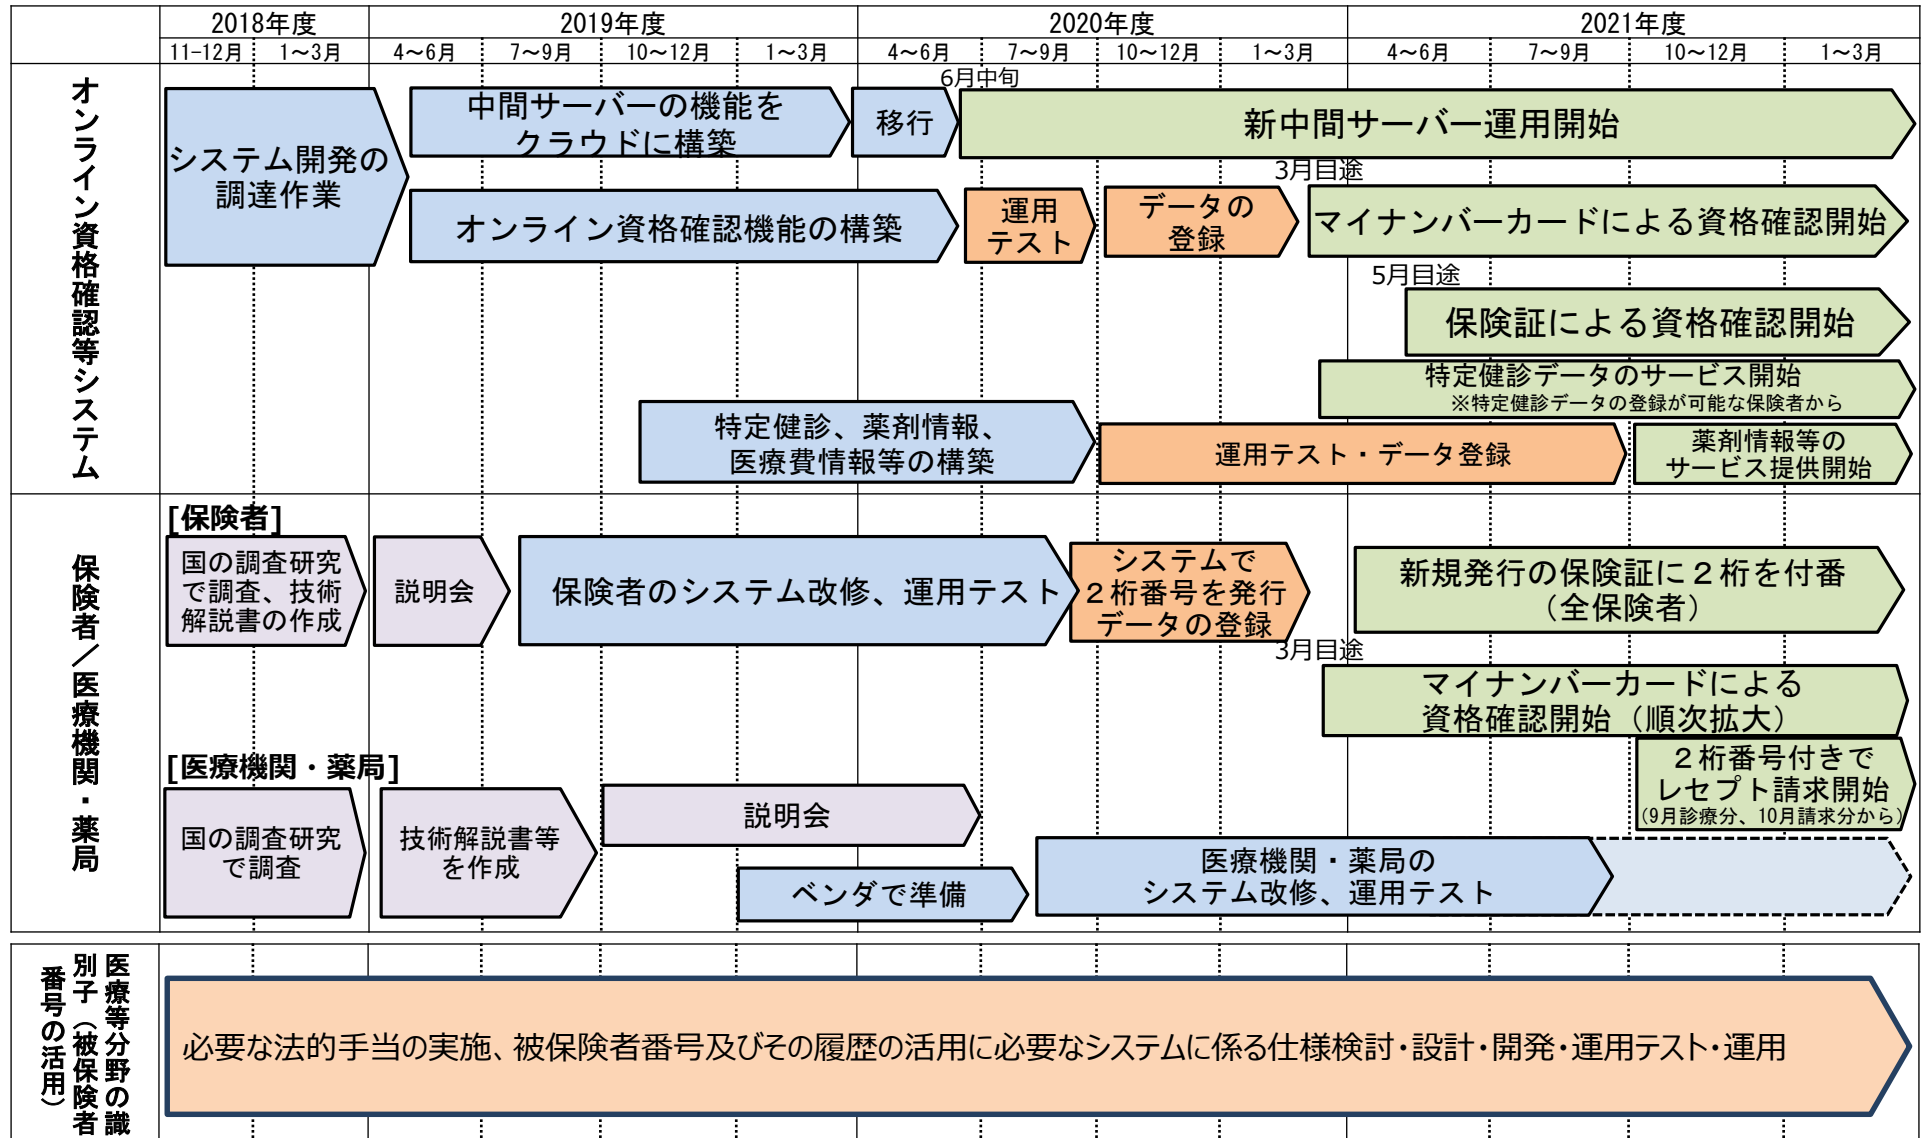 2018年度
2019年度
2020年度
2021年度
11-12月
1～3月
4～6月
7～9月
10～12月
1～3月
4～6月
7～9月
10～12月
1～3月
4～6月
7～9月
10～12月
1～3月
オンライン資格確認等システム
システム開発の
調達作業
中間サーバーの機能を
クラウドに構築
移行
6月中旬
新中間サーバー運用開始
オンライン資格確認機能の構築
運用
テスト
データの
登録
3月目途
マイナンバーカードによる資格確認開始
5月目途
保険証による資格確認開始
特定健診データのサービス開始
※特定健診データの登録が可能な保険者から
特定健診、薬剤情報、
医療費情報等の構築
運用テスト・データ登録
薬剤情報等の
サービス提供開始
保険者／医療機関・薬局
[保険者]
国の調査研究
で調査、技術
解説書の作成
説明会
保険者のシステム改修、運用テスト
システムで
２桁番号を発行
データの登録
新規発行の保険証に２桁を付番
（全保険者）
3月目途
マイナンバーカードによる
資格確認開始（順次拡大）
[医療機関・薬局]
国の調査研究
で調査
技術解説書等
を作成
説明会
ベンダで準備
２桁番号付きで
レセプト請求開始
（9月診療分、10月請求分から）
医療機関・薬局の
システム改修、運用テスト
医療等分野の識
別子（被保険者
番号の活用）
必要な法的手当の実施、被保険者番号及びその履歴の活用に必要なシステムに係る仕様検討・設計・開発・運用テスト・運用